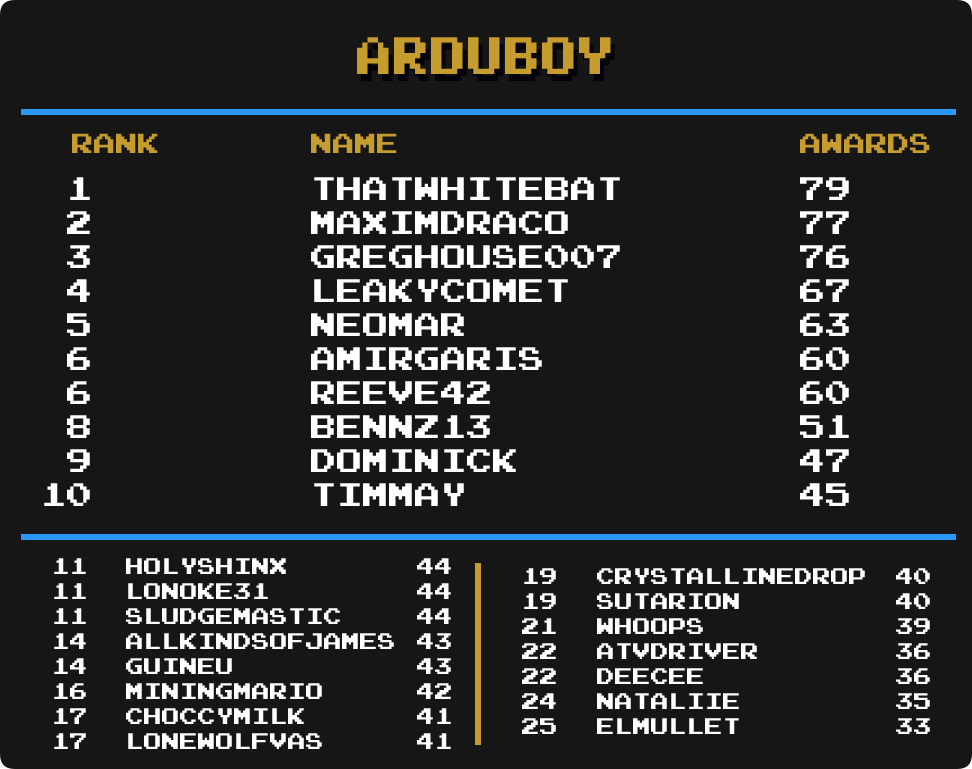 ARDUBOY
RANK NAME AWARDS
1 THATWHITEBAT 79
2 MAXIMDRACO 77
3 GREGHOUSE007 76
4 LEAKYCOMET 67
5 NEOMAR 63
6 AMIRGARIS 60
6 REEVE42 60
8 BENNZ13 51
9 DOMINICK 47
10 TIMMAY 45
11 HOLYSHINX 44
11 LONOKE31 44
11 SLUDGEMASTIC 44
14 ALLKINDSOFJAMES 43
14 GUINEU 43
16 MININGMARIO 42
17 CHOCCYMILK 41
17 LONEWOLFVAS 41
19 CRYSTALLINEDROP 40
19 SUTARION 40
21 WHOOPS 39
22 ATVDRIVER 36
22 DEECEE 36
24 NATALIIE 35
25 ELMULLET 33